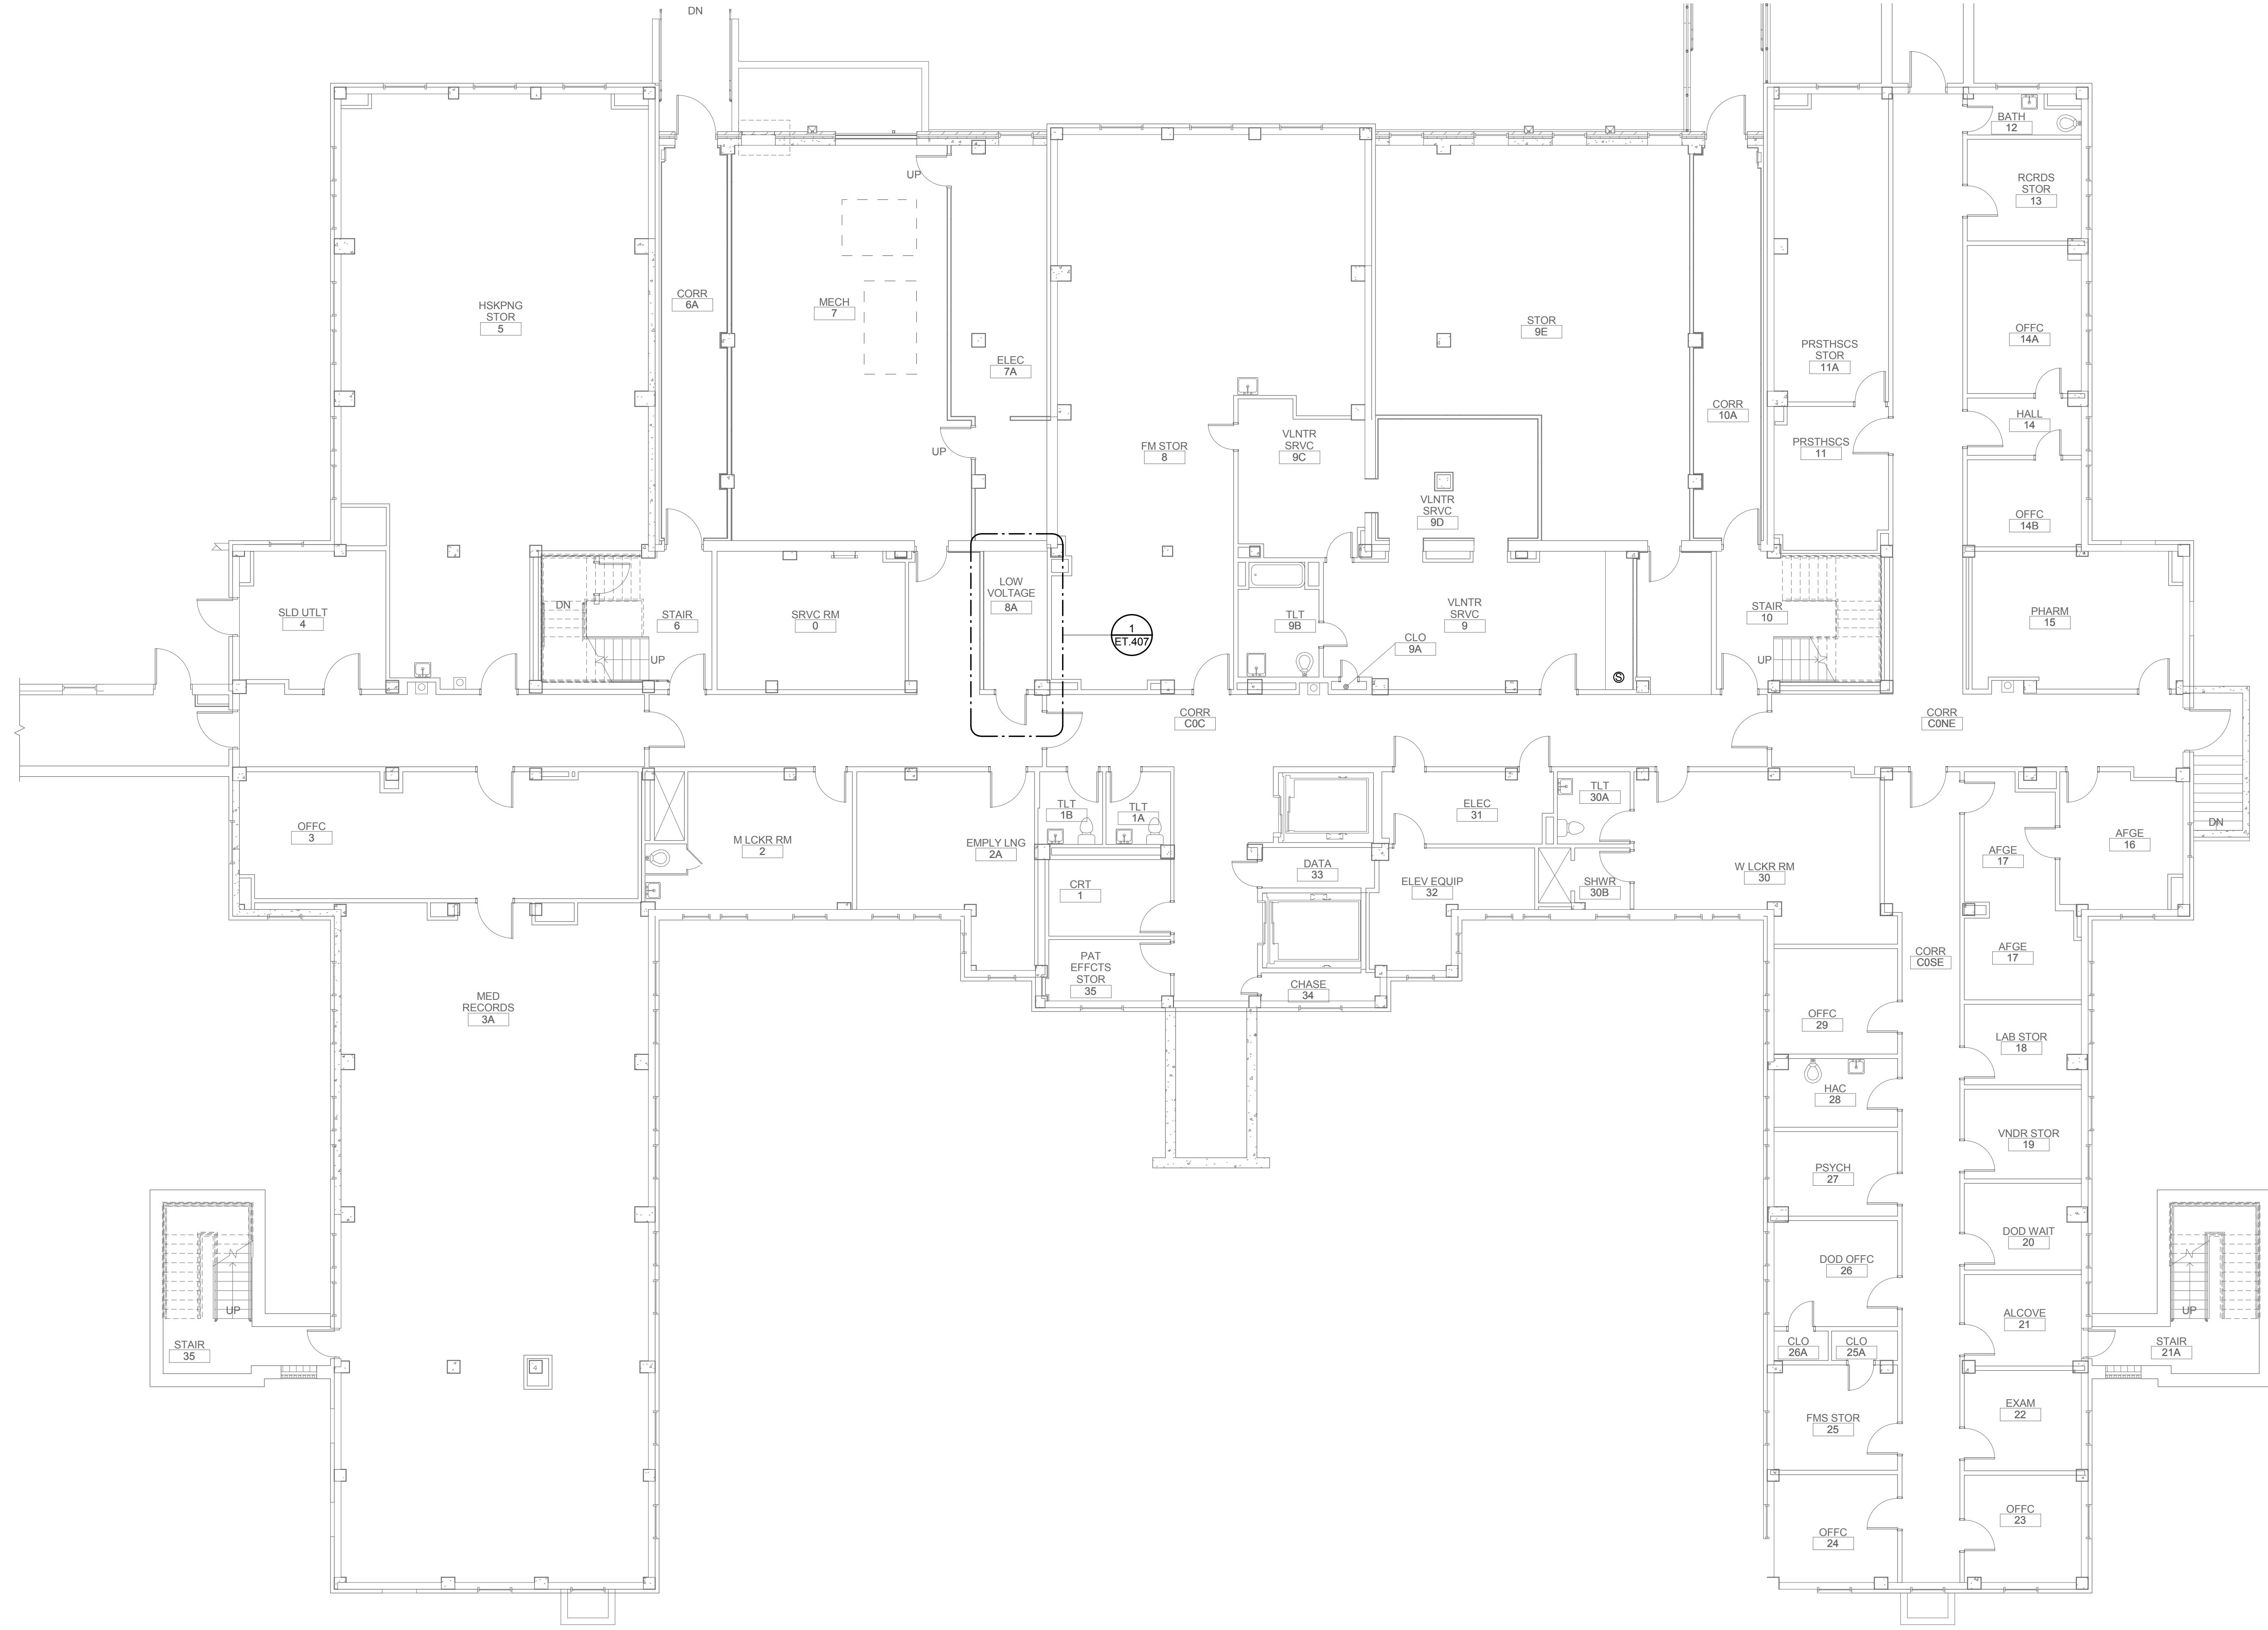 DN
BATH
12
RCRDS
STOR
13
UP
HSKPNG
STOR
5
CORR
6A
MECH
7
STOR
9E
OFFC
14A
PRSTHSCS
STOR
11A
ELEC
7A
CORR
10A
HALL
14
UP
FM STOR
8
VLNTR
SRVC
9C
PRSTHSCS
11
VLNTR
SRVC
9D
OFFC
14B
LOW
VOLTAGE
8A
DN
SLD UTLT
4
STAIR
6
SRVC RM
0
1
ET.407
TLT
9B
VLNTR
SRVC
9
CLO
9A
STAIR
10
PHARM
15
UP
UP
S
CORR
C0C
CORR
C0NE
OFFC
3
M LCKR RM
2
EMPLY LNG
2A
TLT
1B
TLT
1A
ELEC
31
TLT
30A
DN
AFGE
16
AFGE
17
DATA
33
W LCKR RM
30
CRT
1
ELEV EQUIP
32
SHWR
30B
PAT
EFFCTS
STOR
35
CHASE
34
CORR
C0SE
AFGE
17
MED
RECORDS
3A
OFFC
29
LAB STOR
18
HAC
28
VNDR STOR
19
PSYCH
27
DOD WAIT
20
DOD OFFC
26
UP
ALCOVE
21
UP
STAIR
35
CLO
26A
CLO
25A
STAIR
21A
EXAM
22
FMS STOR
25
OFFC
23
OFFC
24